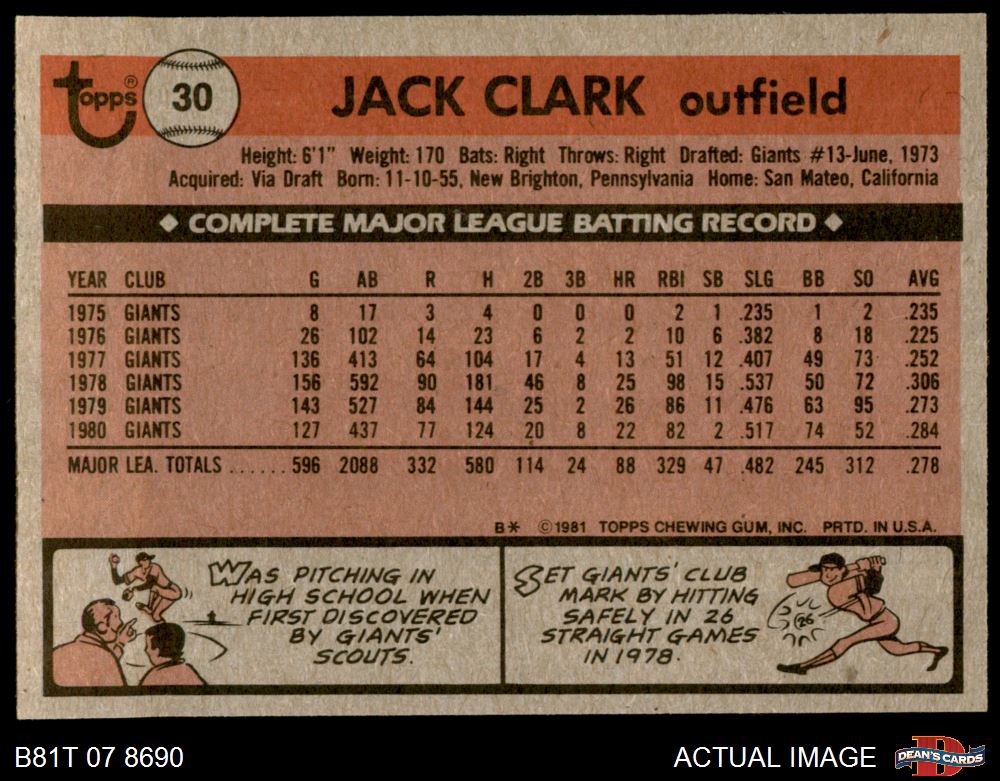 topps ® 30 JACK CLARK outfield
Height: 6'1" Weight: 170 Bats: Right Throws: Right Drafted: Giants #13-June, 1973
Acquired: Via Draft Born: 11-10-55, New Brighton, Pennsylvania Home: San Mateo, California
◆ COMPLETE MAJOR LEAGUE BATTING RECORD ◆
YEAR CLUB G AB R H 2B 3B HR RBI SB SLG BB SO AVG
1975 GIANTS 8 17 3 4 0 0 0 2 1 .235 1 2 .235
1976 GIANTS 26 102 14 23 6 2 2 10 6 .382 8 18 .225
1977 GIANTS 136 413 64 104 17 4 13 51 12 .407 49 73 .252
1978 GIANTS 156 592 90 181 46 8 25 98 15 .537 50 72 .306
1979 GIANTS 143 527 84 144 25 2 26 86 11 .476 63 95 .273
1980 GIANTS 127 437 77 124 20 8 22 82 2 .517 74 52 .284
MAJOR LEA. TOTALS ...... 596 2088 332 580 114 24 88 329 47 .482 245 312 .278
B* ©1981 TOPPS CHEWING GUM, INC. PRTD. IN U.S.A.
WAS PITCHING IN
HIGH SCHOOL WHEN
FIRST DISCOVERED
BY GIANTS'
SCOUTS.
SET GIANTS' CLUB
MARK BY HITTING
SAFELY IN 26
STRAIGHT GAMES
IN 1978.
26
B81T 07 8690
ACTUAL IMAGE
D
DEAN'S CARDS